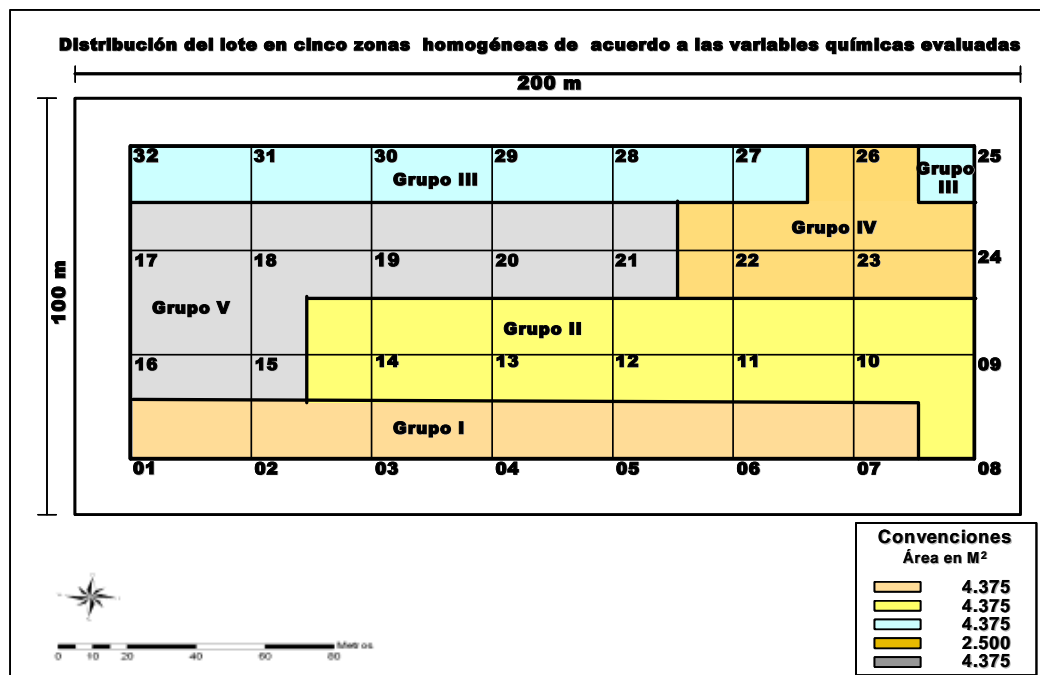 Distribución del lote en cinco zonas homogéneas de acuerdo a las variables químicas evaluadas
200 m
100 m
32 31 30 29 28 27 26 25
Grupo III
Grupo III
Grupo IV
17 18 19 20 21 22 23 24
Grupo V
Grupo II
16 15 14 13 12 11 10 09
Grupo I
01 02 03 04 05 06 07 08
Convenciones
Área en M²
4.375
4.375
4.375
2.500
4.375
Metros
0 10 20 40 60 80